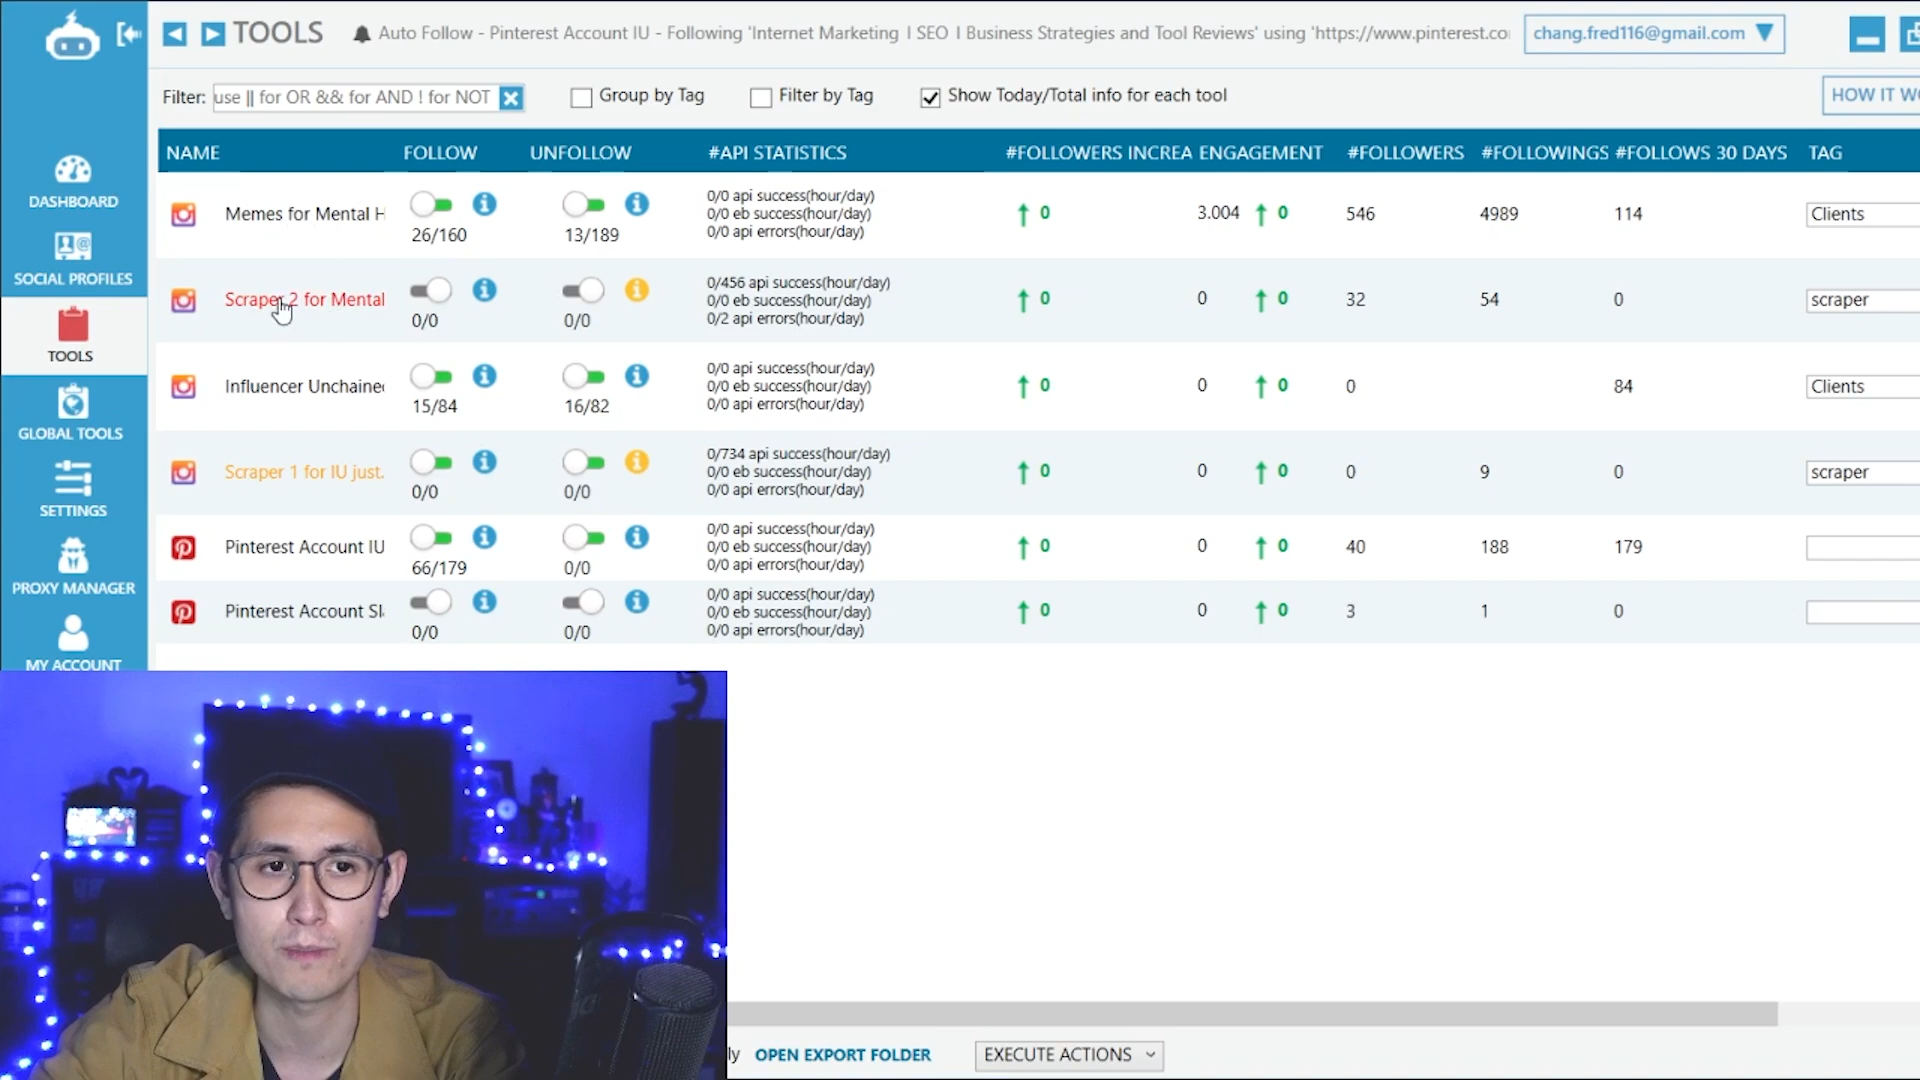 TOOLS
Auto Follow - Pinterest Account IU - Following 'Internet Marketing I SEO I Business Strategies and Tool Reviews' using 'https://www.pinterest.co
chang.fred116@gmail.com
Filter: use || for OR && for AND ! for NOT
Group by Tag
Filter by Tag
Show Today/Total info for each tool
HOW IT WO
NAME FOLLOW UNFOLLOW #API STATISTICS #FOLLOWERS INCREA ENGAGEMENT #FOLLOWERS #FOLLOWINGS #FOLLOWS 30 DAYS TAG
DASHBOARD
SOCIAL PROFILES
TOOLS
GLOBAL TOOLS
SETTINGS
PROXY MANAGER
MY ACCOUNT
Memes for Mental H
26/160
13/189
0/0 api success(hour/day)
0/0 eb success(hour/day)
0/0 api errors(hour/day)
0 3.004 0 546 4989 114 Clients
Scraper 2 for Mental
0/0
0/0
0/456 api success(hour/day)
0/0 eb success(hour/day)
0/2 api errors(hour/day)
0 0 0 32 54 0 scraper
Influencer Unchained
15/84
16/82
0/0 api success(hour/day)
0/0 eb success(hour/day)
0/0 api errors(hour/day)
0 0 0 0 84 Clients
Scraper 1 for IU just.
0/0
0/0
0/734 api success(hour/day)
0/0 eb success(hour/day)
0/0 api errors(hour/day)
0 0 0 0 9 0 scraper
Pinterest Account IU
66/179
0/0
0/0 api success(hour/day)
0/0 eb success(hour/day)
0/0 api errors(hour/day)
0 0 0 40 188 179
Pinterest Account Sl
0/0
0/0
0/0 api success(hour/day)
0/0 eb success(hour/day)
0/0 api errors(hour/day)
0 0 0 3 1 0
ly OPEN EXPORT FOLDER
EXECUTE ACTIONS